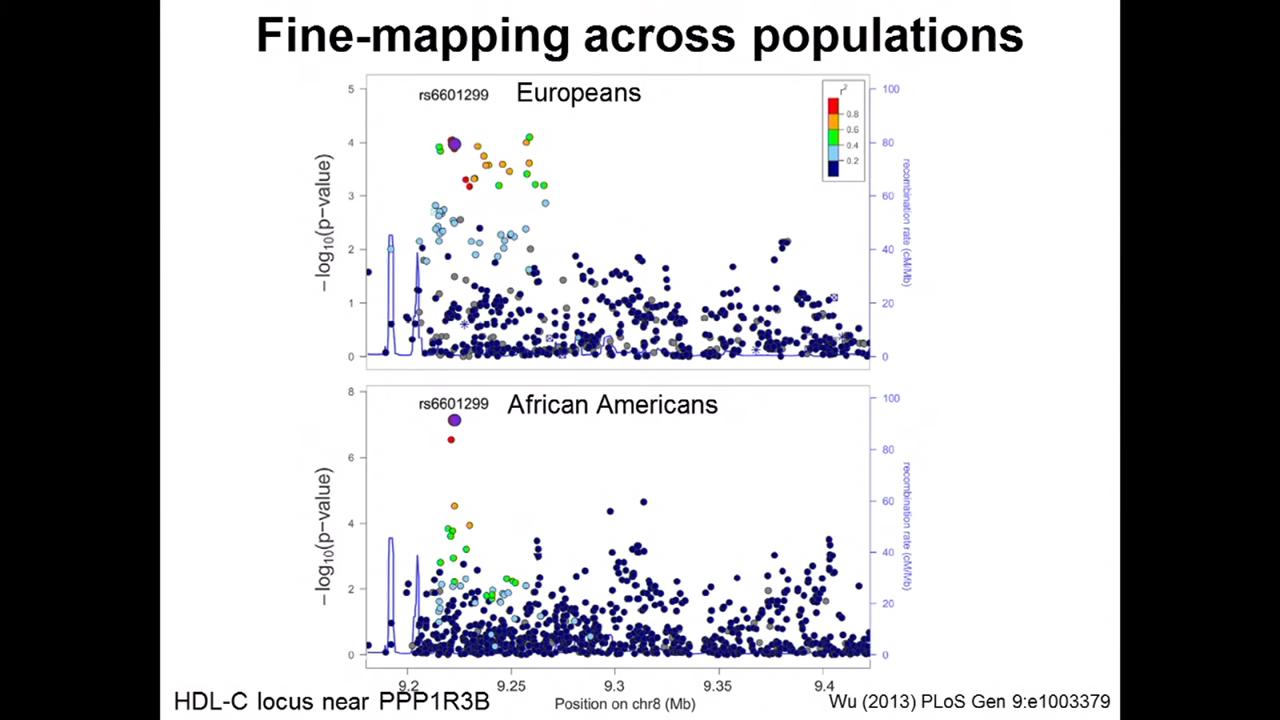 Fine-mapping across populations
rs6601299
Europeans
r²
0.8
0.6
0.4
0.2
5
4
3
2
1
0
−log10(p−value)
100
80
60
40
20
0
recombination rate (cM/Mb)
rs6601299
African Americans
8
6
4
2
0
−log10(p−value)
100
80
60
40
20
0
recombination rate (cM/Mb)
9.2
9.25
9.3
9.35
9.4
Position on chr8 (Mb)
HDL-C locus near PPP1R3B
Wu (2013) PLoS Gen 9:e1003379